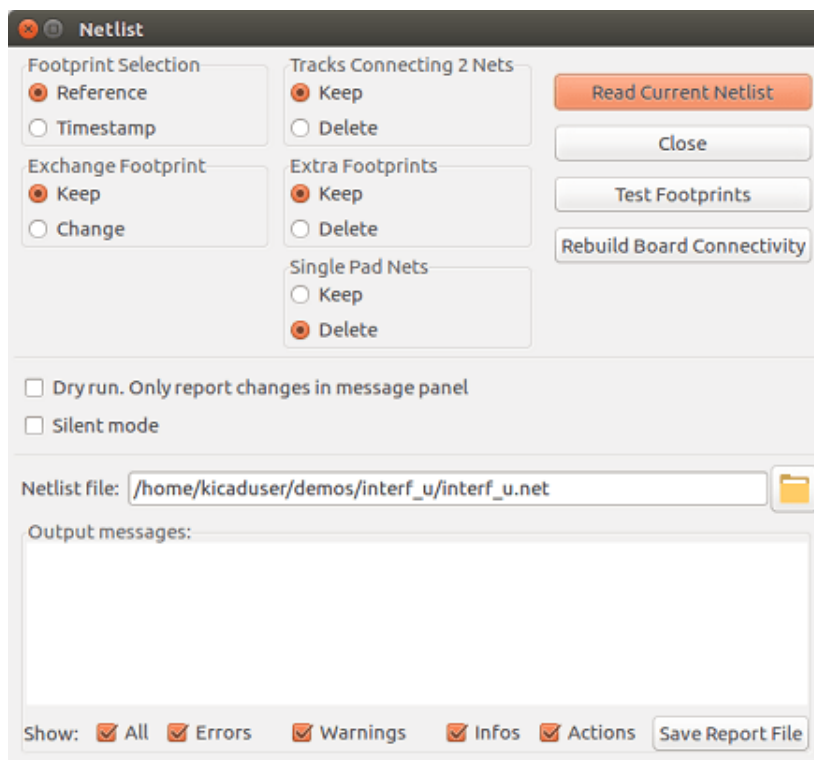 Netlist
Footprint Selection
Reference
Timestamp
Exchange Footprint
Keep
Change
Tracks Connecting 2 Nets
Keep
Delete
Extra Footprints
Keep
Delete
Single Pad Nets
Keep
Delete
Read Current Netlist
Close
Test Footprints
Rebuild Board Connectivity
Dry run. Only report changes in message panel
Silent mode
Netlist file: /home/kicaduser/demos/interf_u/interf_u.net
Output messages:
Show: All Errors Warnings Infos Actions Save Report File